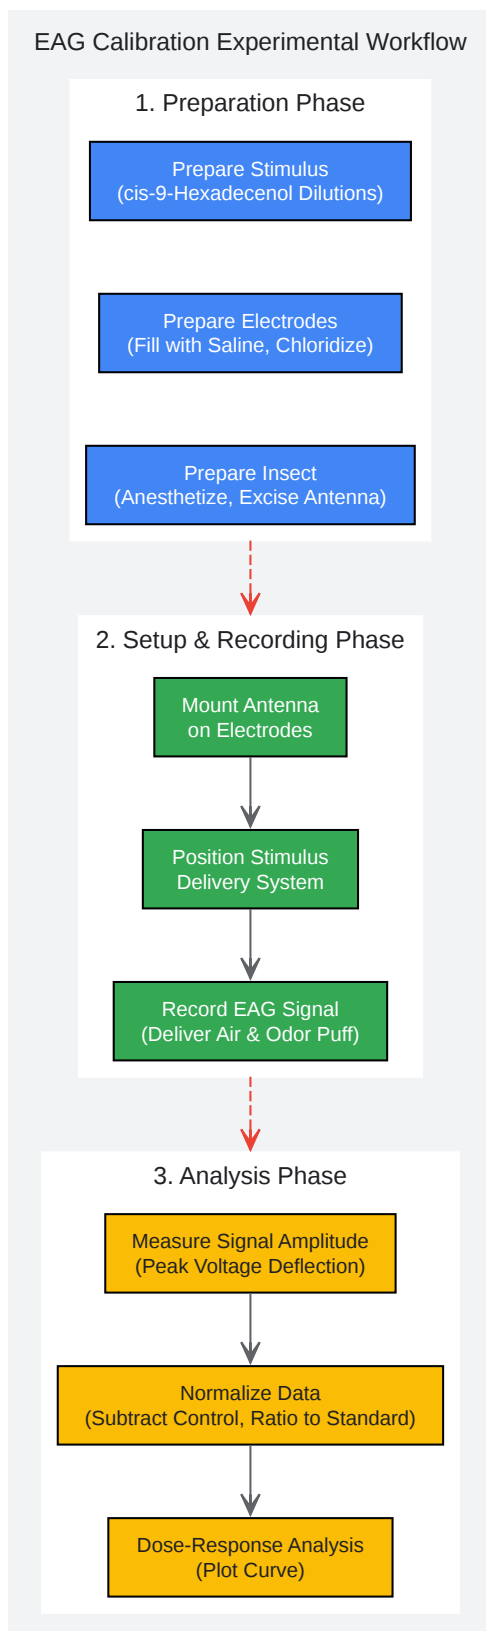 EAG Calibration Experimental Workflow
1. Preparation Phase
Prepare Stimulus
(cis-9-Hexadecenol Dilutions)
Prepare Electrodes
(Fill with Saline, Chloridize)
Prepare Insect
(Anesthetize, Excise Antenna)
2. Setup & Recording Phase
Mount Antenna
on Electrodes
Position Stimulus
Delivery System
Record EAG Signal
(Deliver Air & Odor Puff)
3. Analysis Phase
Measure Signal Amplitude
(Peak Voltage Deflection)
Normalize Data
(Subtract Control, Ratio to Standard)
Dose-Response Analysis
(Plot Curve)